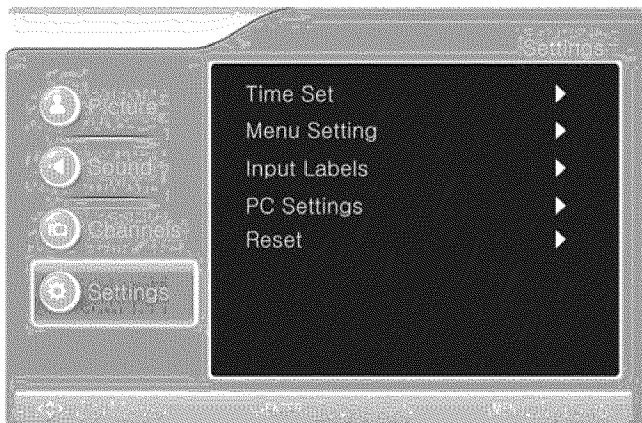 Settings
Picture
Sound
Channels
Settings
Time Set
Menu Setting
Input Labels
PC Settings
Reset